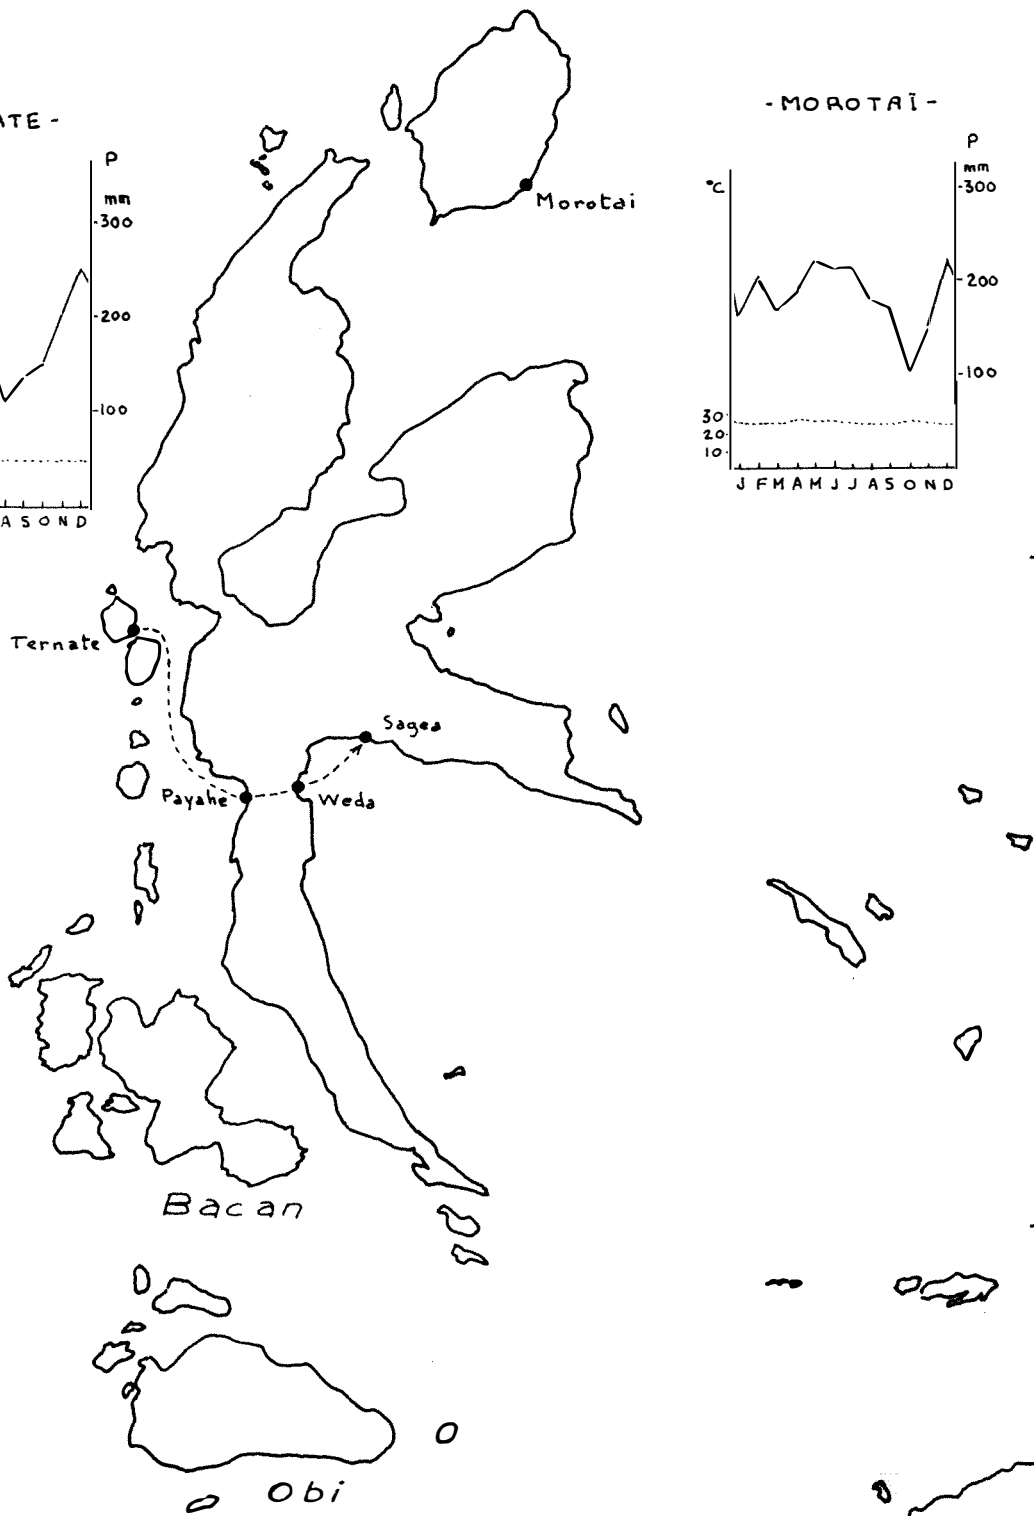 ATE -
P
mm
-300
-200
-100
A S O N D
- MOROTAÏ -
°C
P
mm
-300
-200
-100
30
20
10
J F M A M J J A S O N D
Morotai
Ternate
Sagea
Payahe
Weda
Bacan
Obi